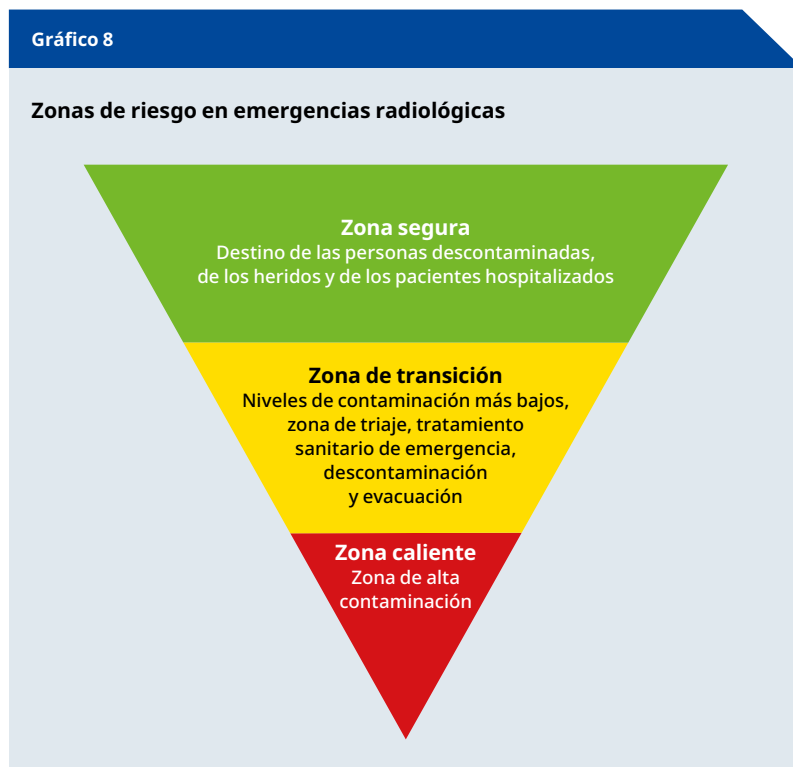 Gráfico 8
Zonas de riesgo en emergencias radiológicas
Zona segura
Destino de las personas descontaminadas,
de los heridos y de los pacientes hospitalizados
Zona de transición
Niveles de contaminación más bajos,
zona de triaje, tratamiento
sanitario de emergencia,
descontaminación
y evacuación
Zona caliente
Zona de alta
contaminación